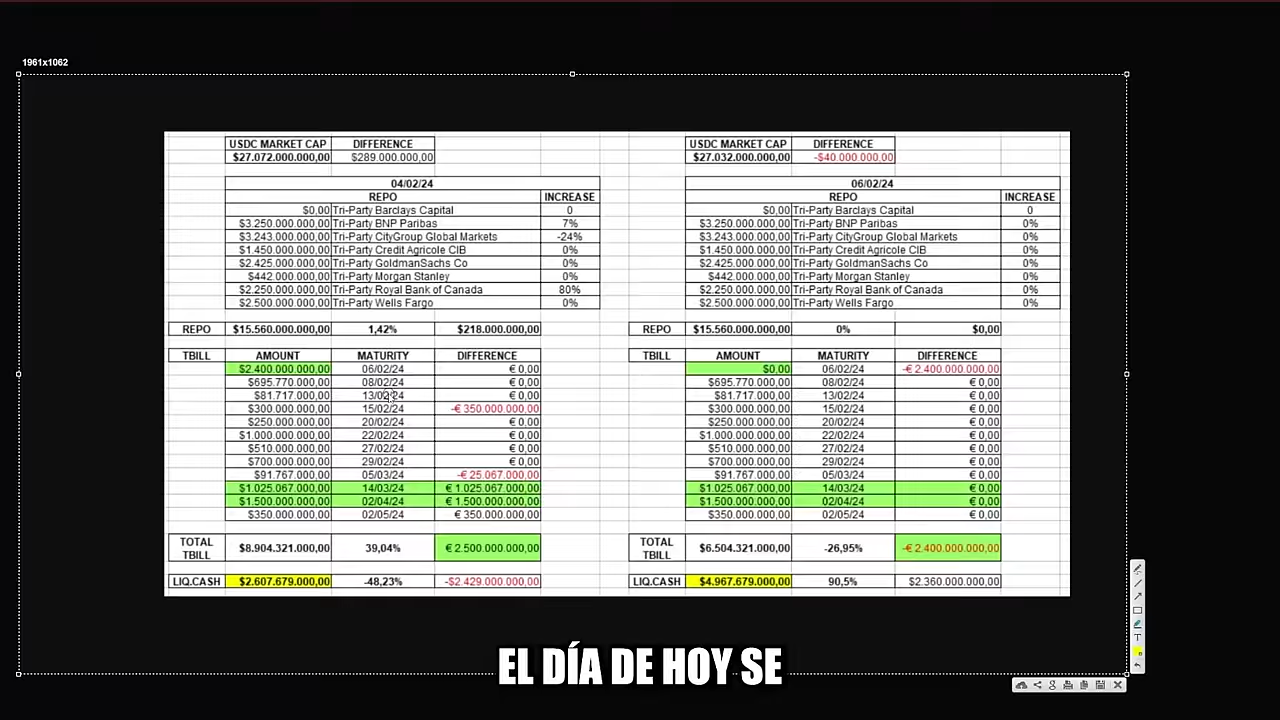 1961x1062
USDC MARKET CAP DIFFERENCE
$27.072.000.000,00 $289.000.000,00
04/02/24
REPO INCREASE
$0,00 Tri-Party Barclays Capital 0
$3.250.000.000,00 Tri-Party BNP Paribas 7%
$3.243.000.000,00 Tri-Party CityGroup Global Markets -24%
$1.450.000.000,00 Tri-Party Credit Agricole CIB 0%
$2.425.000.000,00 Tri-Party GoldmanSachs Co 0%
$442.000.000,00 Tri-Party Morgan Stanley 0%
$2.250.000.000,00 Tri-Party Royal Bank of Canada 80%
$2.500.000.000,00 Tri-Party Wells Fargo 0%
REPO $15.560.000.000,00 1,42% $218.000.000,00
TBILL AMOUNT MATURITY DIFFERENCE
$2.400.000.000,00 06/02/24 € 0,00
$695.770.000,00 08/02/24 € 0,00
$81.717.000,00 13/02/24 € 0,00
$300.000.000,00 15/02/24 -€ 350.000.000,00
$250.000.000,00 20/02/24 € 0,00
$1.000.000.000,00 22/02/24 € 0,00
$510.000.000,00 27/02/24 € 0,00
$700.000.000,00 29/02/24 € 0,00
$91.767.000,00 05/03/24 -€ 25.067.000,00
$1.025.067.000,00 14/03/24 € 1.025.067.000,00
$1.500.000.000,00 02/04/24 € 1.500.000.000,00
$350.000.000,00 02/05/24 € 350.000.000,00
TOTAL TBILL $8.904.321.000,00 39,04% € 2.500.000.000,00
LIQ.CASH $2.607.679.000,00 -48,23% -$2.429.000.000,00
USDC MARKET CAP DIFFERENCE
$27.032.000.000,00 -$40.000.000,00
06/02/24
REPO INCREASE
$0,00 Tri-Party Barclays Capital 0
$3.250.000.000,00 Tri-Party BNP Paribas 0%
$3.243.000.000,00 Tri-Party CityGroup Global Markets 0%
$1.450.000.000,00 Tri-Party Credit Agricole CIB 0%
$2.425.000.000,00 Tri-Party GoldmanSachs Co 0%
$442.000.000,00 Tri-Party Morgan Stanley 0%
$2.250.000.000,00 Tri-Party Royal Bank of Canada 0%
$2.500.000.000,00 Tri-Party Wells Fargo 0%
REPO $15.560.000.000,00 0% $0,00
TBILL AMOUNT MATURITY DIFFERENCE
$0,00 06/02/24 -€ 2.400.000.000,00
$695.770.000,00 08/02/24 € 0,00
$81.717.000,00 13/02/24 € 0,00
$300.000.000,00 15/02/24 € 0,00
$250.000.000,00 20/02/24 € 0,00
$1.000.000.000,00 22/02/24 € 0,00
$510.000.000,00 27/02/24 € 0,00
$700.000.000,00 29/02/24 € 0,00
$91.767.000,00 05/03/24 € 0,00
$1.025.067.000,00 14/03/24 € 0,00
$1.500.000.000,00 02/04/24 € 0,00
$350.000.000,00 02/05/24 € 0,00
TOTAL TBILL $6.504.321.000,00 -26,95% -€ 2.400.000.000,00
LIQ.CASH $4.967.679.000,00 90,5% $2.360.000.000,00
EL DÍA DE HOY SE